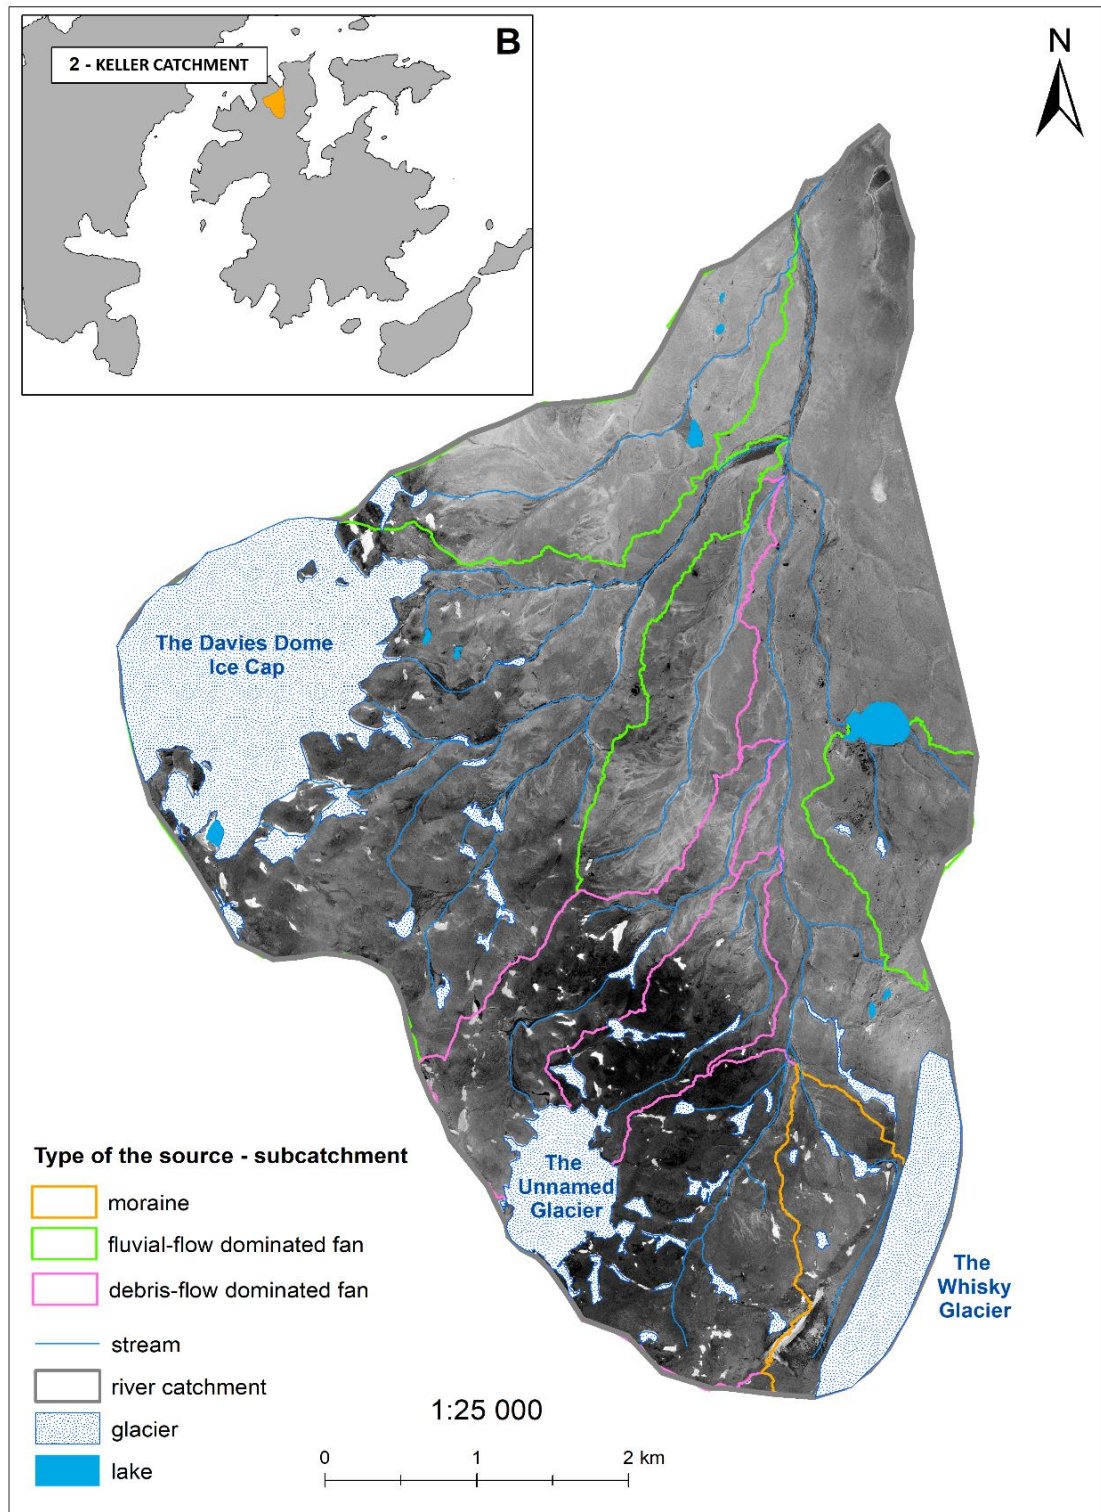 B
2 - KELLER CATCHMENT
N
The Davies Dome
Ice Cap
The
Unnamed
Glacier
The
Whisky
Glacier
Type of the source - subcatchment
moraine
fluvial-flow dominated fan
debris-flow dominated fan
stream
river catchment
glacier
lake
1:25 000
0 1 2 km